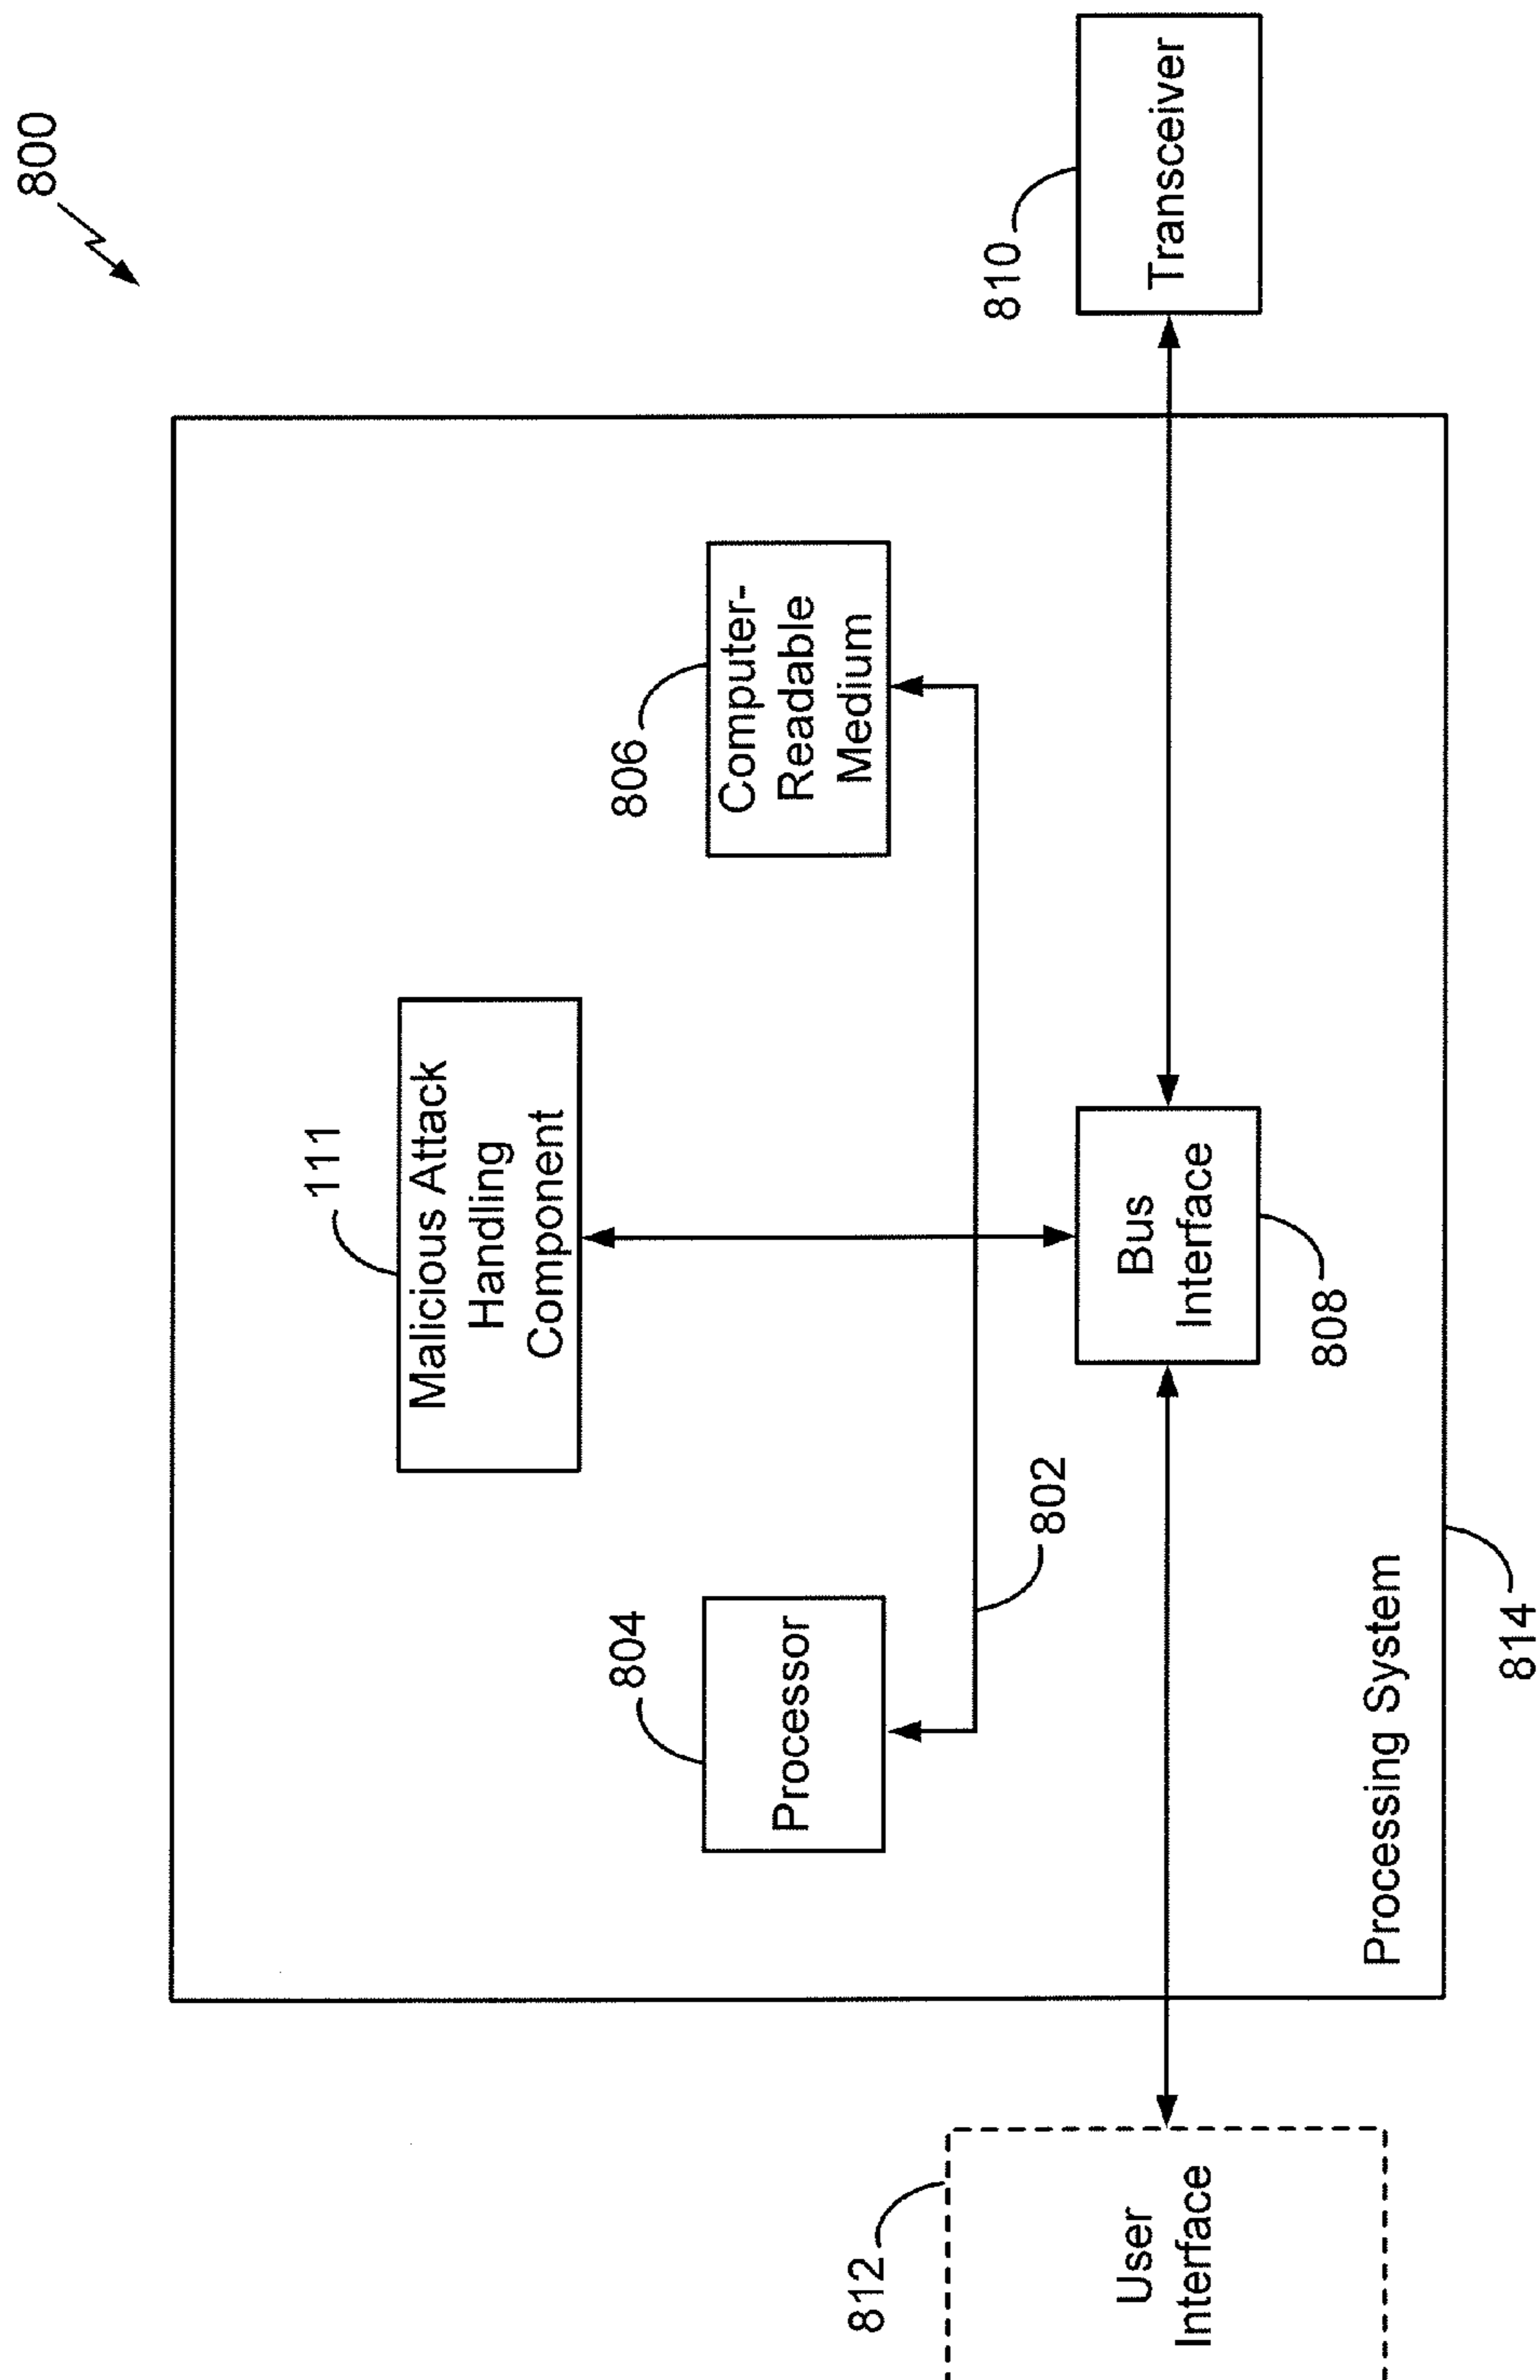 800
111
Malicious Attack
Handling
Component
804
Processor
806
Computer-
Readable
Medium
802
812
User
Interface
Bus
Interface
808
810
Transceiver
Processing System
814